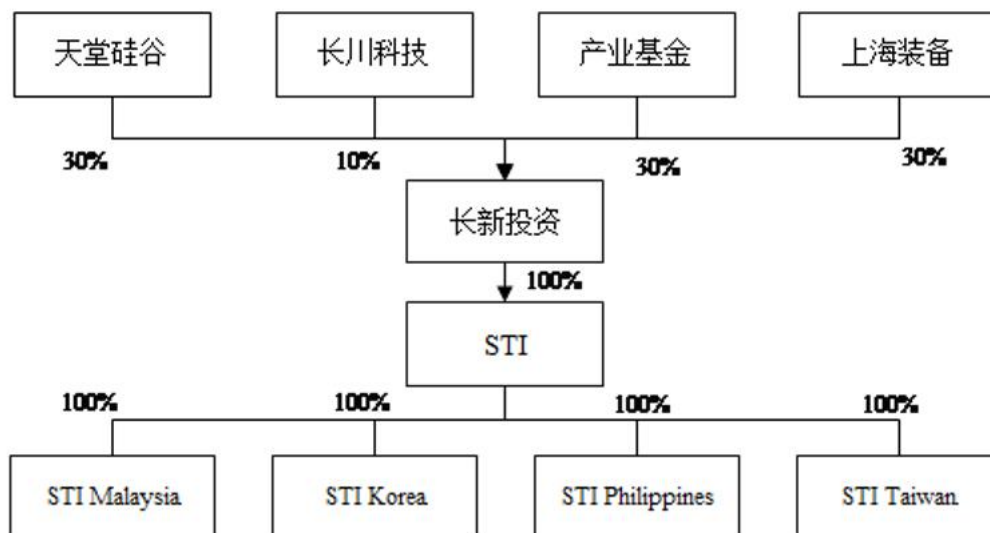 天堂硅谷
长川科技
产业基金
上海装备
30%
10%
30%
30%
长新投资
100%
STI
100%
100%
100%
100%
STI Malaysia
STI Korea
STI Philippines
STI Taiwan